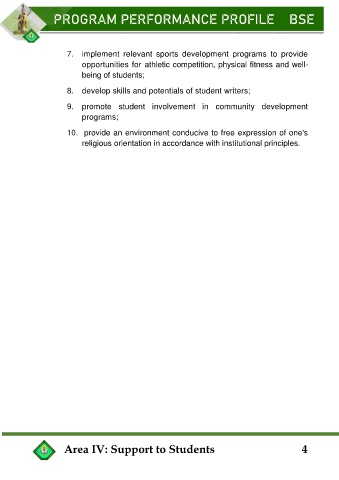 PROGRAM PERFORMANCE PROFILE BSE
7. implement relevant sports development programs to provide
opportunities for athletic competition, physical fitness and well-
being of students;
8. develop skills and potentials of student writers;
9. promote student involvement in community development
programs;
10. provide an environment conducive to free expression of one's
religious orientation in accordance with institutional principles.
Area IV: Support to Students 4